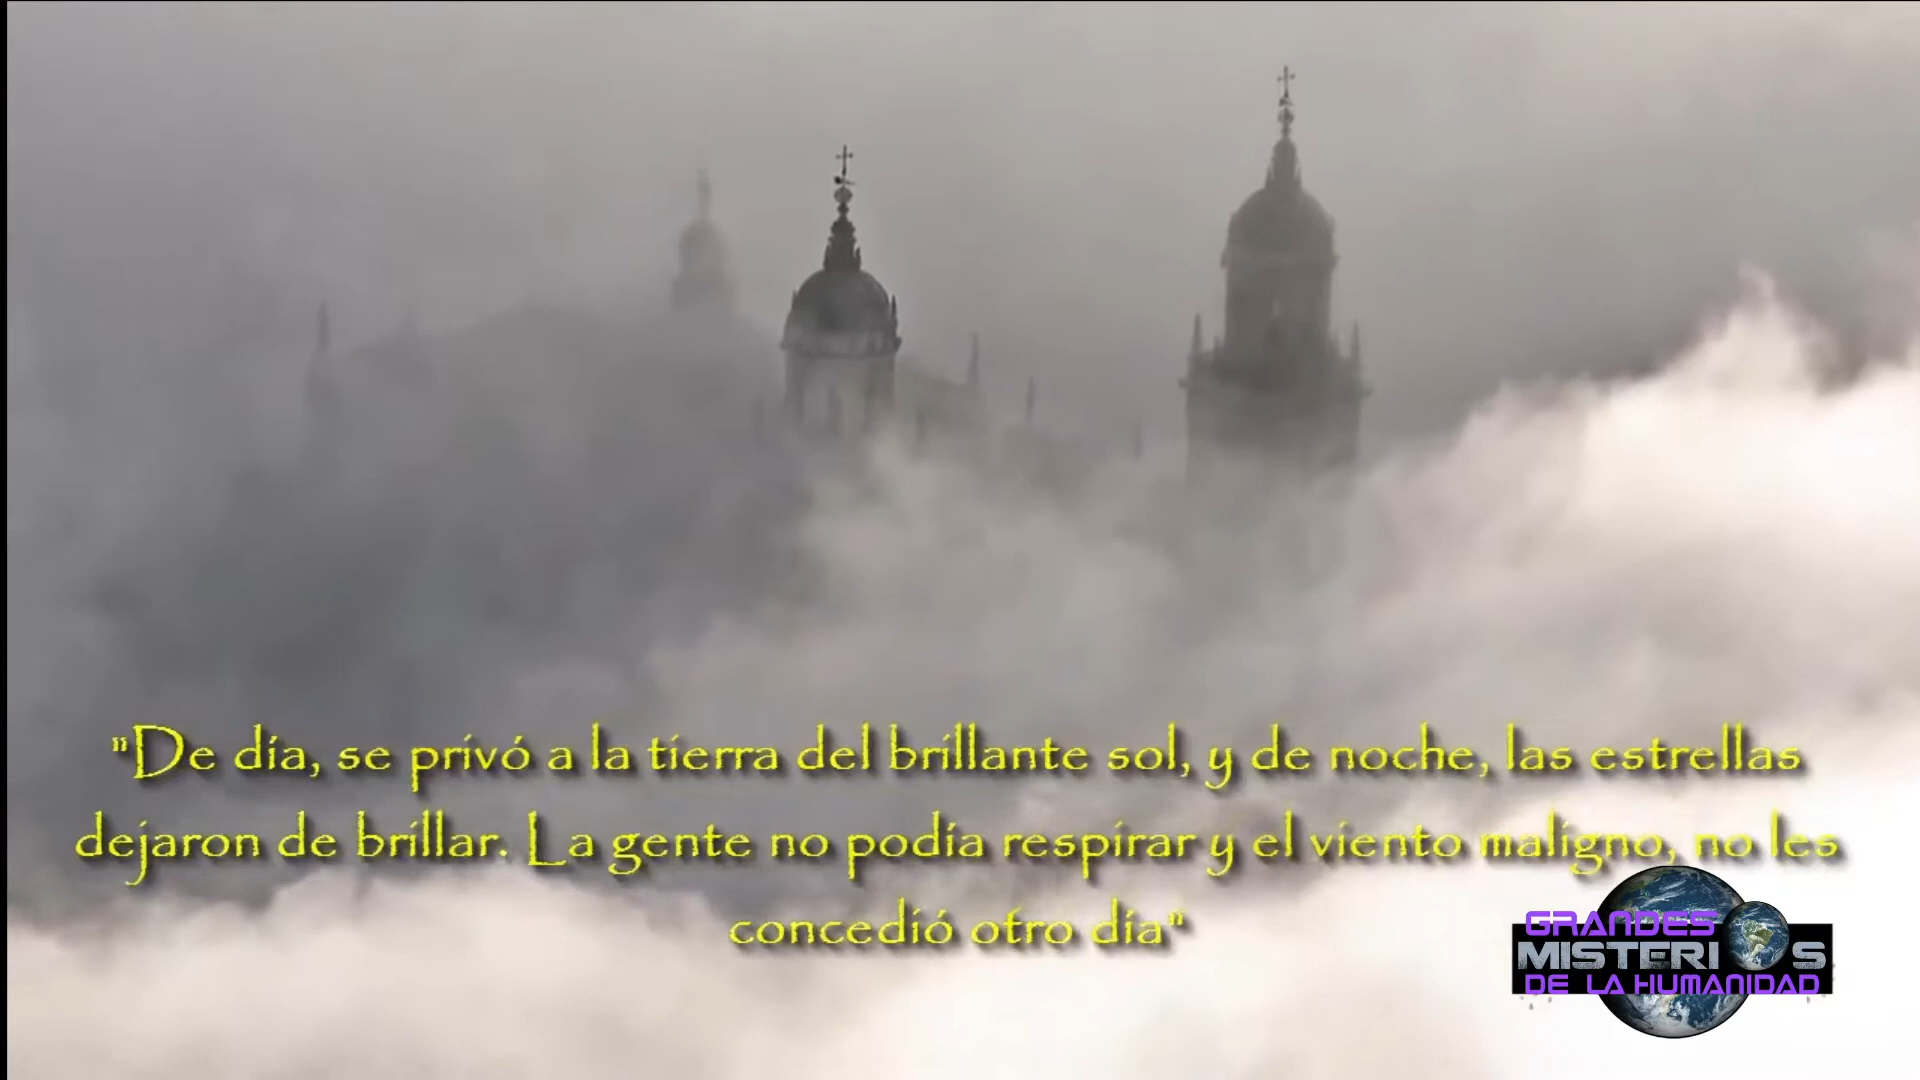 "De día, se privó a la tierra del brillante sol, y de noche, las estrellas
dejaron de brillar. La gente no podía respirar y el viento maligno, no les
concedió otro día"
GRANDES
MISTERIOS
DE LA HUMANIDAD